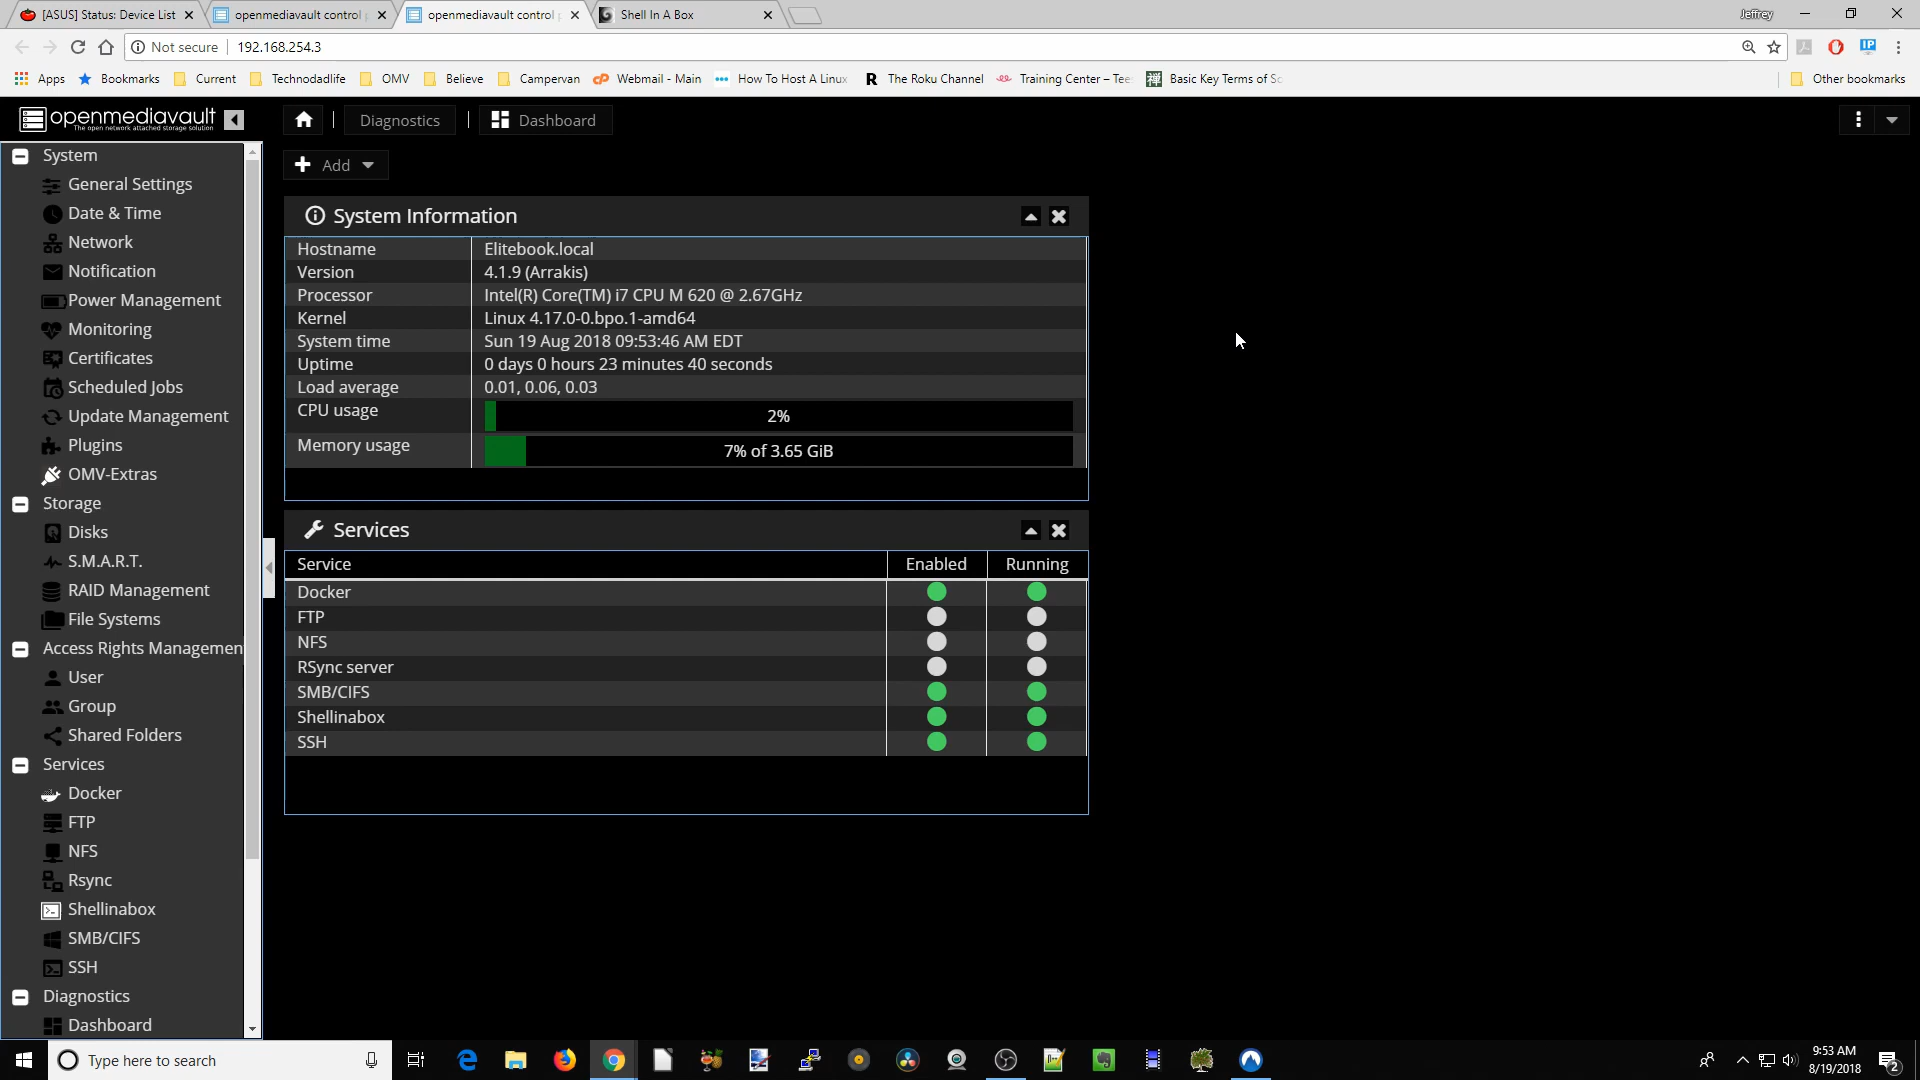 [ASUS] Status: Device List
openmediavault control
openmediavault control
Shell In A Box
Jeffrey
Not secure
192.168.254.3
Apps
Bookmarks
Current
Technodadlife
OMV
Believe
Campervan
Webmail - Main
How To Host A Linux
The Roku Channel
Training Center – Tee
Basic Key Terms of Sc
Other bookmarks
openmediavault
The open network attached storage solution
Diagnostics
Dashboard
Add
System
General Settings
Date & Time
Network
Notification
Power Management
Monitoring
Certificates
Scheduled Jobs
Update Management
Plugins
OMV-Extras
Storage
Disks
S.M.A.R.T.
RAID Management
File Systems
Access Rights Managemen
User
Group
Shared Folders
Services
Docker
FTP
NFS
Rsync
Shellinabox
SMB/CIFS
SSH
Diagnostics
Dashboard
System Information
Hostname Elitebook.local
Version 4.1.9 (Arrakis)
Processor Intel(R) Core(TM) i7 CPU M 620 @ 2.67GHz
Kernel Linux 4.17.0-0.bpo.1-amd64
System time Sun 19 Aug 2018 09:53:46 AM EDT
Uptime 0 days 0 hours 23 minutes 40 seconds
Load average 0.01, 0.06, 0.03
CPU usage 2%
Memory usage 7% of 3.65 GiB
Services
Service Enabled Running
Docker
FTP
NFS
RSync server
SMB/CIFS
Shellinabox
SSH
Type here to search
9:53 AM
8/19/2018
2